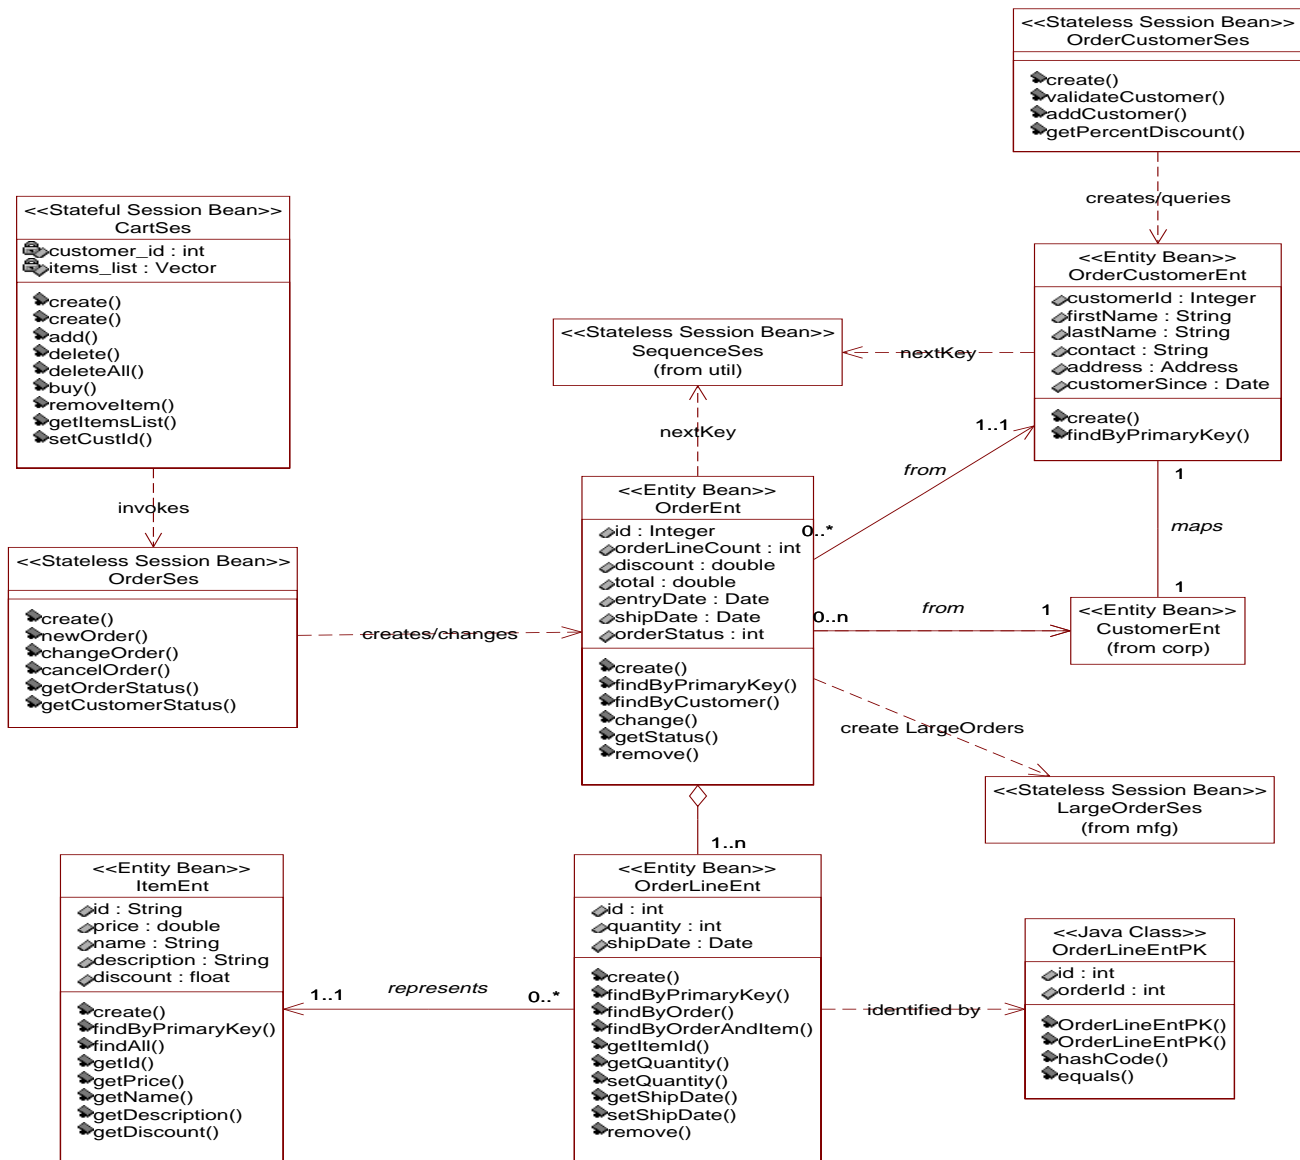 <<Stateless Session Bean>>
OrderCustomerSes
create()
validateCustomer()
addCustomer()
getPercentDiscount()
creates/queries
<<Stateful Session Bean>>
CartSes
customer_id : int
items_list : Vector
create()
create()
add()
delete()
deleteAll()
buy()
removeItem()
getItemsList()
setCustId()
invokes
<<Entity Bean>>
OrderCustomerEnt
customerId : Integer
firstName : String
lastName : String
contact : String
address : Address
customerSince : Date
create()
findByPrimaryKey()
<<Stateless Session Bean>>
SequenceSes
(from util)
nextKey
nextKey
1..1
from
0..*
1
maps
1
<<Stateless Session Bean>>
OrderSes
create()
newOrder()
changeOrder()
cancelOrder()
getOrderStatus()
getCustomerStatus()
creates/changes
<<Entity Bean>>
OrderEnt
id : Integer
orderLineCount : int
discount : double
total : double
entryDate : Date
shipDate : Date
orderStatus : int
create()
findByPrimaryKey()
findByCustomer()
change()
getStatus()
remove()
0..n
from
1
<<Entity Bean>>
CustomerEnt
(from corp)
create LargeOrders
<<Stateless Session Bean>>
LargeOrderSes
(from mfg)
1..n
<<Entity Bean>>
ItemEnt
id : String
price : double
name : String
description : String
discount : float
create()
findByPrimaryKey()
findAll()
getId()
getPrice()
getName()
getDescription()
getDiscount()
1..1
represents
0..*
<<Entity Bean>>
OrderLineEnt
id : int
quantity : int
shipDate : Date
create()
findByPrimaryKey()
findByOrder()
findByOrderAndItem()
getItemId()
getQuantity()
setQuantity()
getShipDate()
setShipDate()
remove()
identified by
<<Java Class>>
OrderLineEntPK
id : int
orderId : int
OrderLineEntPK()
OrderLineEntPK()
hashCode()
equals()